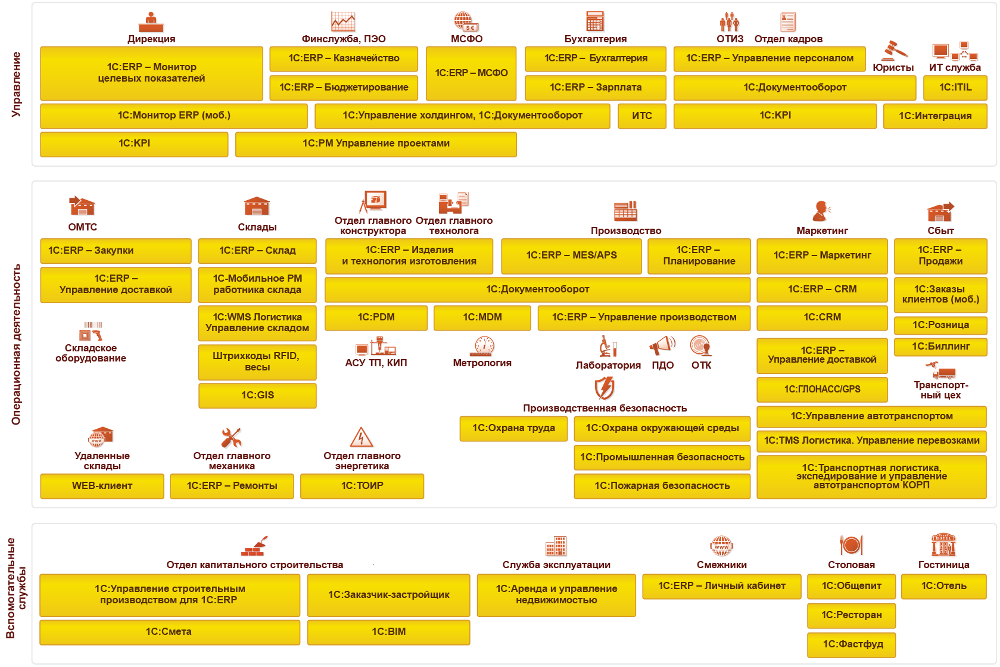 Управление
Дирекция
Финслужба, ПЭО
МСФО
Бухгалтерия
ОТИЗ
Отдел кадров
Юристы
ИТ служба
1С:ERP – Монитор
целевых показателей
1С:ERP – Казначейство
1С:ERP – МСФО
1С:ERP – Бухгалтерия
1С:ERP – Управление персоналом
1С:ERP – Бюджетирование
1С:ERP – Зарплата
1С:Документооборот
1С:ITIL
1С:Монитор ERP (моб.)
1С:Управление холдингом, 1С:Документооборот
ИТС
1С:KPI
1С:Интеграция
1С:KPI
1С:PM Управление проектами
Операционная деятельность
ОМТС
Склады
Отдел главного
конструктора
Отдел главного
технолога
Производство
Маркетинг
Сбыт
1С:ERP – Закупки
1С:ERP –
Управление доставкой
Складское
оборудование
1С:ERP – Склад
1С-Мобильное РМ
работника склада
1С:WMS Логистика
Управление складом
Штрихкоды RFID,
весы
1С:GIS
1С:ERP – Изделия
и технология изготовления
1С:ERP – MES/APS
1С:ERP –
Планирование
1С:Документооборот
1С:PDM
1С:MDM
1С:ERP – Управление производством
АСУ ТП, КИП
Метрология
Лаборатория
ПДО
ОТК
Производственная безопасность
1С:Охрана труда
1С:Охрана окружающей среды
1С:Промышленная безопасность
1С:Пожарная безопасность
1С:ERP – Маркетинг
1С:ERP – CRM
1С:CRM
1С:ERP –
Управление доставкой
1С:ГЛОНАСС/GPS
1С:ERP –
Продажи
1С:Заказы
клиентов (моб.)
1С:Розница
1С:Биллинг
Транспорт-
ный цех
1С:Управление автотранспортом
1С:TMS Логистика. Управление перевозками
1С:Транспортная логистика,
экспедирование и управление
автотранспортом КОРП
www
Удаленные
склады
Отдел главного
механика
Отдел главного
энергетика
WEB-клиент
1С:ERP – Ремонты
1С:ТОИР
Вспомогательные
службы
www
HOTEL
Отдел капитального строительства
Служба эксплуатации
Смежники
Столовая
Гостиница
1С:Управление строительным
производством для 1С:ERP
1С:Заказчик-застройщик
1С:Аренда и управление
недвижимостью
1С:ERP – Личный кабинет
1С:Общепит
1С:Отель
1С:Смета
1С:BIM
1С:Ресторан
1С:Фастфуд